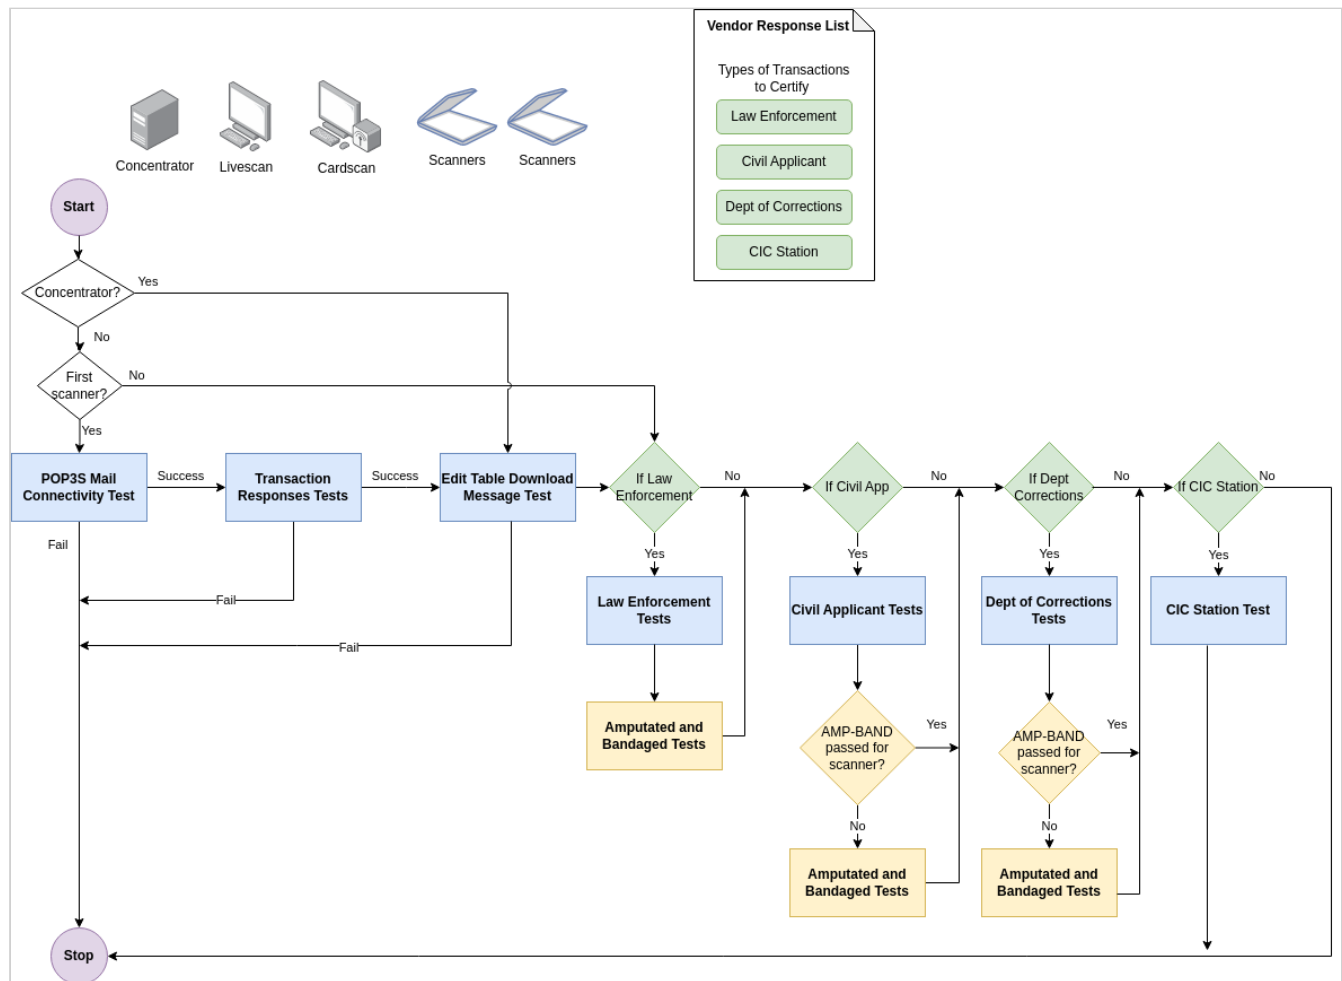 Vendor Response List
Types of Transactions
to Certify
Law Enforcement
Civil Applicant
Dept of Corrections
CIC Station
Concentrator
Livescan
Cardscan
Scanners
Scanners
Start
Concentrator?
Yes
No
First
scanner?
No
Yes
POP3S Mail
Connectivity Test
Success
Transaction
Responses Tests
Success
Edit Table Download
Message Test
If Law
Enforcement
No
If Civil App
No
If Dept
Corrections
No
If CIC Station
No
Fail
Fail
Fail
Yes
Yes
Yes
Yes
Law Enforcement
Tests
Civil Applicant Tests
Dept of Corrections
Tests
CIC Station Test
Amputated and
Bandaged Tests
AMP-BAND
passed for
scanner?
Yes
No
AMP-BAND
passed for
scanner?
Yes
No
Amputated and
Bandaged Tests
Amputated and
Bandaged Tests
Stop